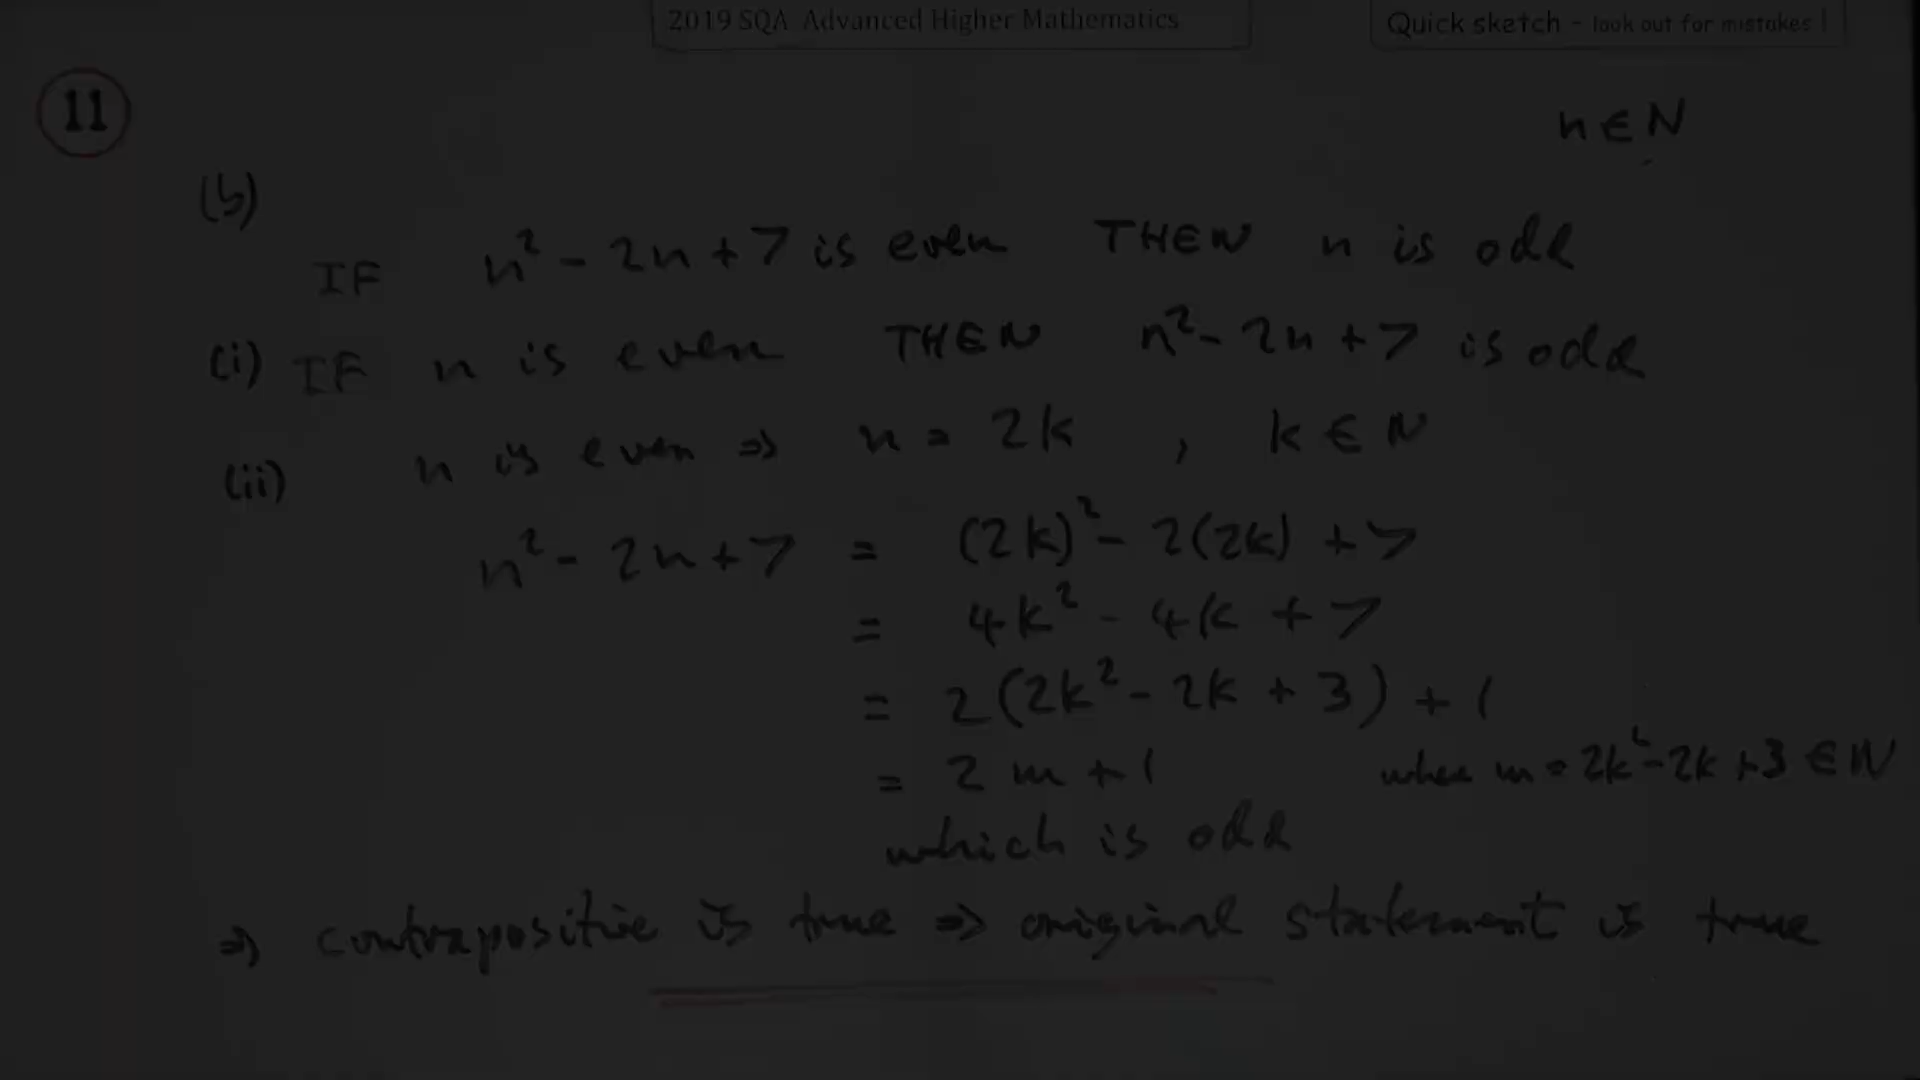 2019 SQA Advanced Higher Mathematics
Quick sketch - look out for mistakes !
11
n ∈ N
(b)
IF n² - 2n + 7 is even THEN n is odd
(i) IF n is even THEN n² - 2n + 7 is odd
(ii) n is even ⇒ n = 2k , k ∈ N
n² - 2n + 7 = (2k)² - 2(2k) + 7
= 4k² - 4k + 7
= 2(2k² - 2k + 3) + 1
= 2m + 1 where m = 2k² - 2k + 3 ∈ N
which is odd
⇒ contrapositive is true ⇒ original statement is true